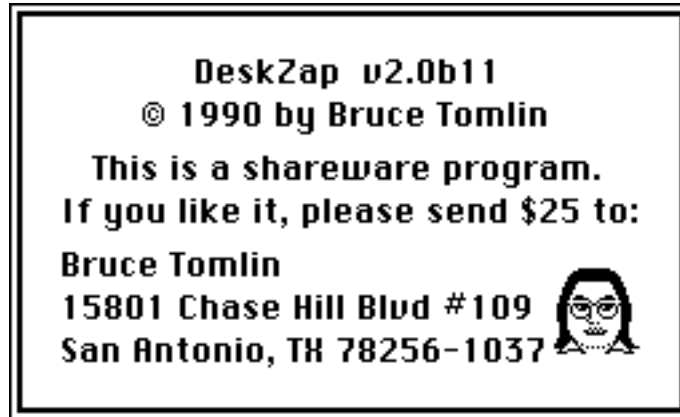 DeskZap v2.0b11
© 1990 by Bruce Tomlin
This is a shareware program.
If you like it, please send $25 to:
Bruce Tomlin
15801 Chase Hill Blvd #109
San Antonio, TX 78256-1037